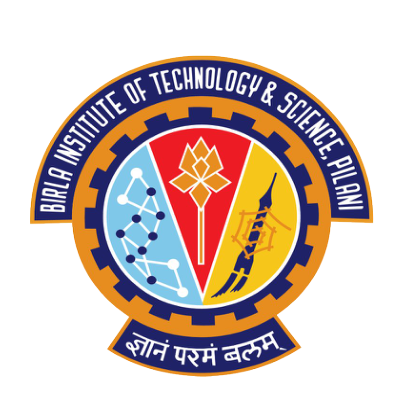 BIRLA INSTITUTE OF TECHNOLOGY & SCIENCE, PILANI
ज्ञानं परमं बलम्